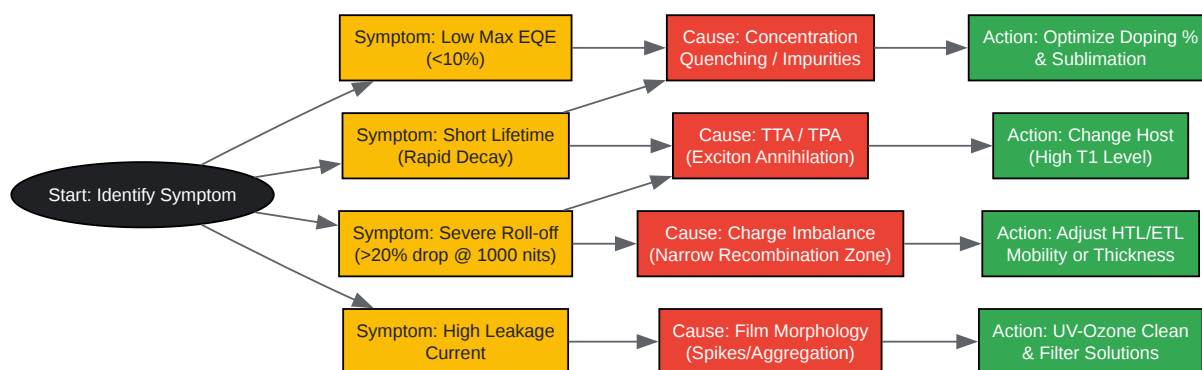 Symptom: Low Max EQE
(<10%)
Cause: Concentration
Quenching / Impurities
Action: Optimize Doping %
& Sublimation
Symptom: Short Lifetime
(Rapid Decay)
Cause: TTA / TPA
(Exciton Annihilation)
Action: Change Host
(High T1 Level)
Start: Identify Symptom
Symptom: Severe Roll-off
(>20% drop @ 1000 nits)
Cause: Charge Imbalance
(Narrow Recombination Zone)
Action: Adjust HTL/ETL
Mobility or Thickness
Symptom: High Leakage
Current
Cause: Film Morphology
(Spikes/Aggregation)
Action: UV-Ozone Clean
& Filter Solutions